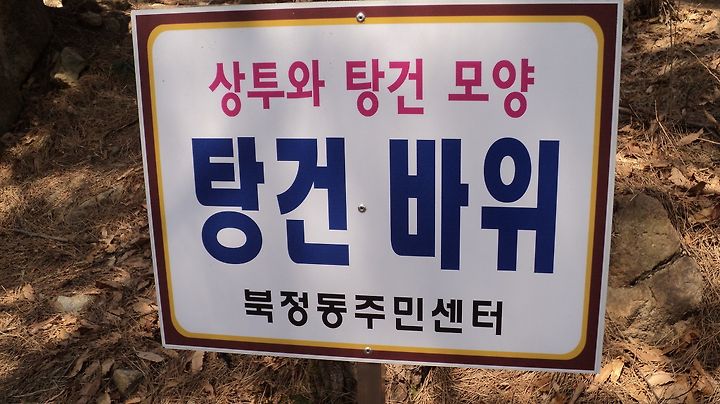 상투와 탕건 모양
탕건 바위
북정동주민센터